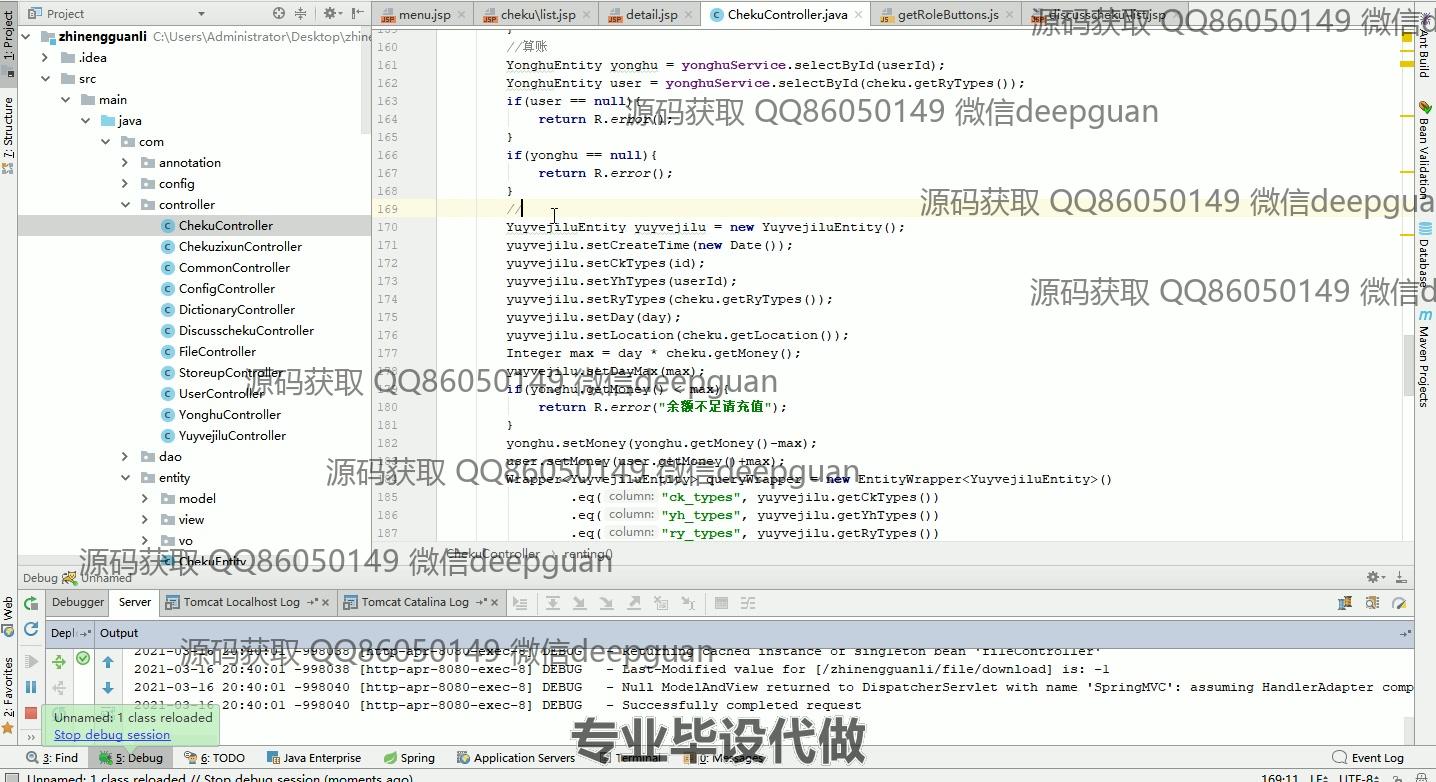 Project
menu.jsp
cheku\list.jsp
detail.jsp
ChekuController.java
getRoleButtons.js
discusscheku\list.jsp
源码获取 QQ86050149 微信d
1: Project
7: Structure
Web
2: Favorites
Ant Build
Bean Validation
Database
Maven Projects
zhinengguanli C:\Users\Administrator\Desktop\zhine
.idea
src
main
java
com
annotation
config
controller
ChekuController
ChekuzixunController
CommonController
ConfigController
DictionaryController
DiscusschekuController
FileController
StoreupController
UserController
YonghuController
YuyvejiluController
dao
entity
model
view
vo
ChekuEntity
160 //算账
161 YonghuEntity yonghu = yonghuService.selectById(userId);
162 YonghuEntity user = yonghuService.selectById(cheku.getRyTypes());
163 if(user == null){
源码获取 QQ86050149 微信deepguan
164 return R.error();
165 }
166 if(yonghu == null){
167 return R.error();
168 }
169 //
源码获取 QQ86050149 微信deepgua
170 YuyvejiluEntity yuyvejilu = new YuyvejiluEntity();
171 yuyvejilu.setCreateTime(new Date());
172 yuyvejilu.setCkTypes(id);
173 yuyvejilu.setYhTypes(userId);
174 yuyvejilu.setRyTypes(cheku.getRyTypes());
源码获取 QQ86050149 微信d
175 yuyvejilu.setDay(day);
176 yuyvejilu.setLocation(cheku.getLocation());
177 Integer max = day * cheku.getMoney();
178 yuyvejilu.setDayMax(max);
源码获取 QQ86050149 微信deepguan
179 if(yonghu.getMoney() < max){
180 return R.error("余额不足请充值");
181 }
182 yonghu.setMoney(yonghu.getMoney()-max);
183 user.setMoney(user.getMoney()+max);
源码获取 QQ86050149 微信deepguan
184 Wrapper<YuyvejiluEntity> queryWrapper = new EntityWrapper<YuyvejiluEntity>()
185 .eq( column: "ck_types", yuyvejilu.getCkTypes())
186 .eq( column: "yh_types", yuyvejilu.getYhTypes())
187 .eq( column: "ry_types", yuyvejilu.getRyTypes())
ChekuController > renting()
源码获取 QQ86050149 微信deepguan
Debug Unnamed
Debugger Server Tomcat Localhost Log Tomcat Catalina Log
Output
源码获取 QQ86050149 微信deepguan
2021-03-16 20:40:01 -998038 [http-apr-8080-exec-8] DEBUG - Returning cached instance of singleton bean 'fileController'
2021-03-16 20:40:01 -998039 [http-apr-8080-exec-8] DEBUG - Last-Modified value for [/zhinengguanli/file/download] is: -1
2021-03-16 20:40:01 -998040 [http-apr-8080-exec-8] DEBUG - Null ModelAndView returned to DispatcherServlet with name 'SpringMVC': assuming HandlerAdapter comp
2021-03-16 20:40:01 -998040 [http-apr-8080-exec-8] DEBUG - Successfully completed request
Unnamed: 1 class reloaded
Stop debug session
专业毕设代做
3: Find 5: Debug 6: TODO Java Enterprise Spring Application Servers Terminal 0: Messages Event Log
Unnamed: 1 class reloaded // Stop debug session (moments ago) 169:11 LF UTF-8